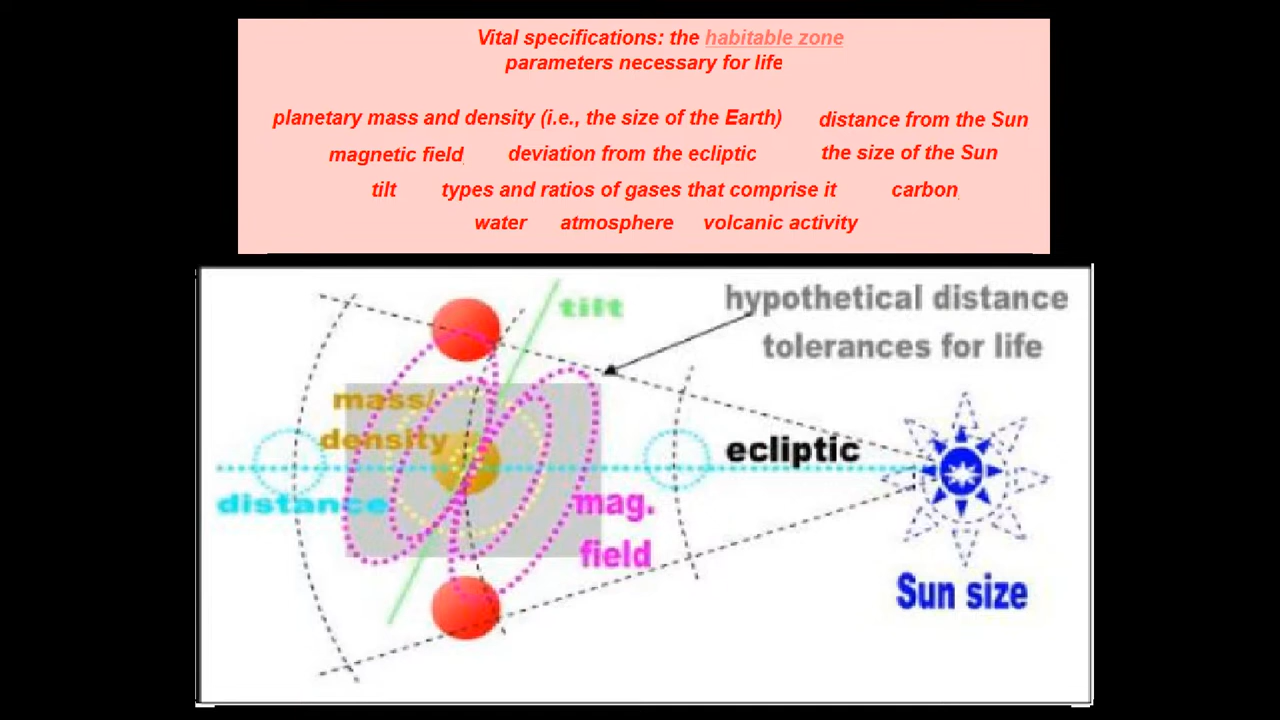 Vital specifications: the habitable zone
parameters necessary for life
planetary mass and density (i.e., the size of the Earth) distance from the Sun
magnetic field deviation from the ecliptic the size of the Sun
tilt types and ratios of gases that comprise it carbon
water atmosphere volcanic activity
tilt
hypothetical distance
tolerances for life
mass/
density
ecliptic
distance
mag.
field
Sun size